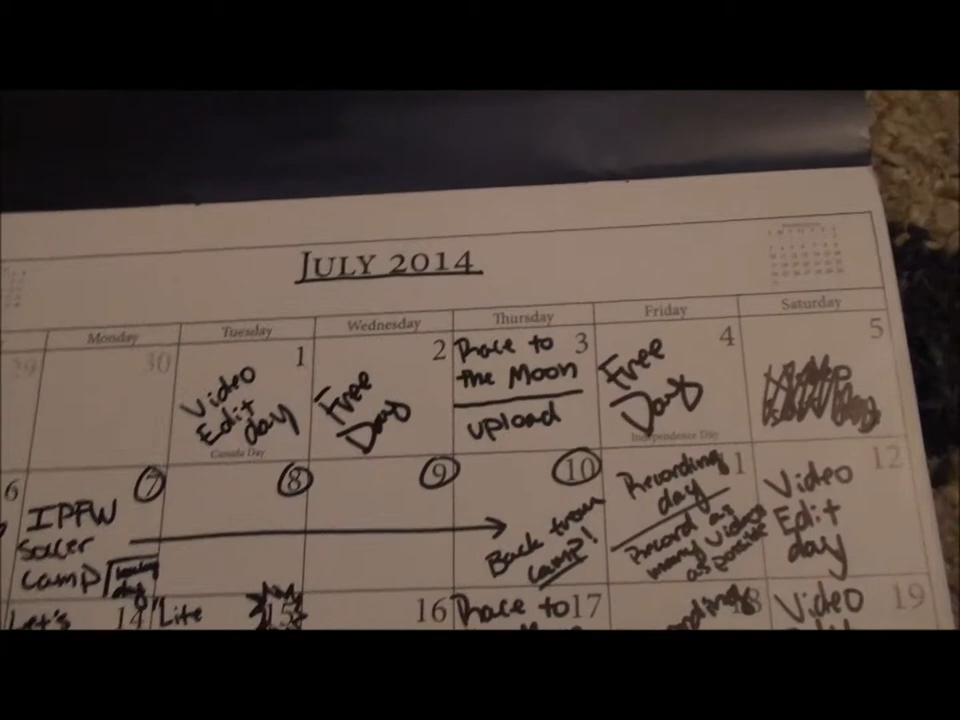 JULY 2014
Monday Tuesday Wednesday Thursday Friday Saturday
29
30
1
Video
Edit
day
Canada Day
2
Free
Day
3
Race to
the Moon
upload
4
Free
Day
Independence Day
5
6
7
IPFW
Soccer
camp
8
9
10
Back from
camp!
Recording
day
Record as
many videos
as possible
12
Video
Edit
day
Let's
14
Lite
15
16
Race to
17
18
Video
19